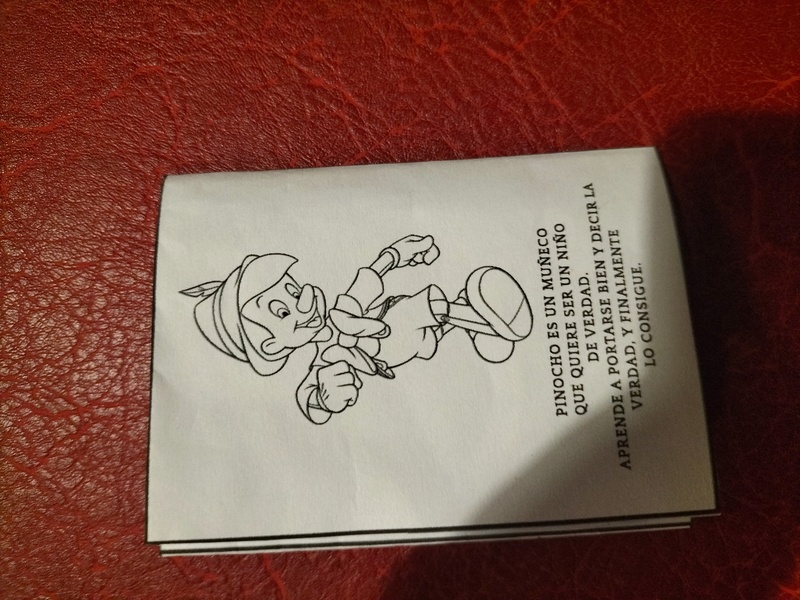 PINOCHO ES UN MUÑECO
QUE QUIERE SER UN NIÑO
DE VERDAD.
APRENDE A PORTARSE BIEN Y DECIR LA
VERDAD, Y FINALMENTE
LO CONSIGUE.